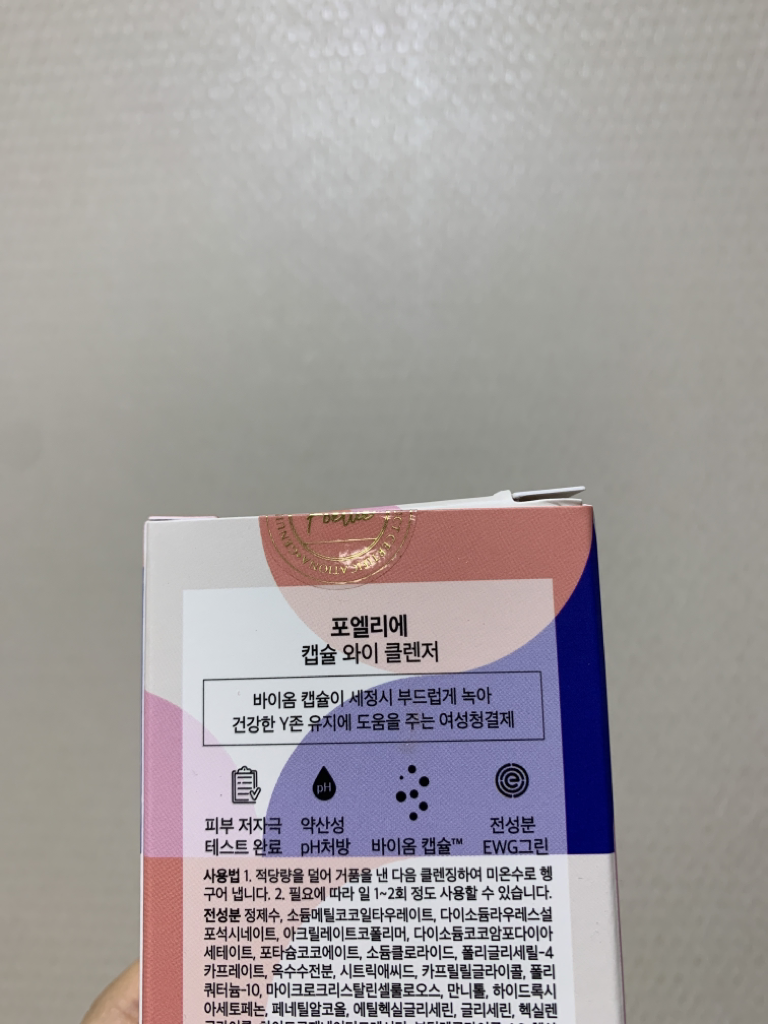 포엘리에
캡슐 와이 클렌저
바이옴 캡슐이 세정시 부드럽게 녹아
건강한 Y존 유지에 도움을 주는 여성청결제
피부 저자극
테스트 완료
pH
약산성
pH처방
바이옴 캡슐™
전성분
EWG그린
사용법 1. 적당량을 덜어 거품을 낸 다음 클렌징하여 미온수로 헹
구어 냅니다. 2. 필요에 따라 일 1~2회 정도 사용할 수 있습니다.
전성분 정제수, 소듐메틸코코일타우레이트, 다이소듐라우레스설
포석시네이트, 아크릴레이트코폴리머, 다이소듐코코암포다이아
세테이트, 포타슘코코에이트, 소듐클로라이드, 폴리글리세릴-4
카프레이트, 옥수수전분, 시트릭애씨드, 카프릴릴글라이콜, 폴리
쿼터늄-10, 마이크로크리스탈린셀룰로오스, 만니톨, 하이드록시
아세토페논, 페네틸알코올, 에틸헥실글리세린, 글리세린, 헥실렌